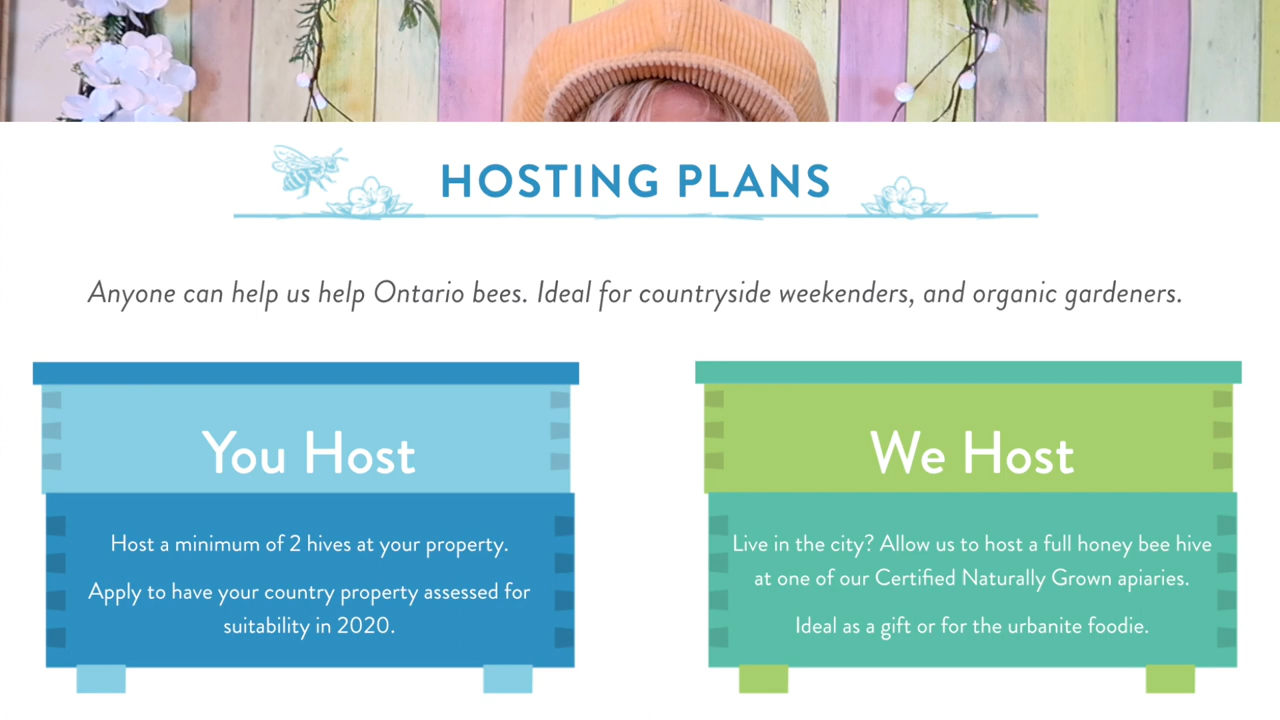 HOSTING PLANS
Anyone can help us help Ontario bees. Ideal for countryside weekenders, and organic gardeners.
You Host
Host a minimum of 2 hives at your property.
Apply to have your country property assessed for
suitability in 2020.
We Host
Live in the city? Allow us to host a full honey bee hive
at one of our Certified Naturally Grown apiaries.
Ideal as a gift or for the urbanite foodie.